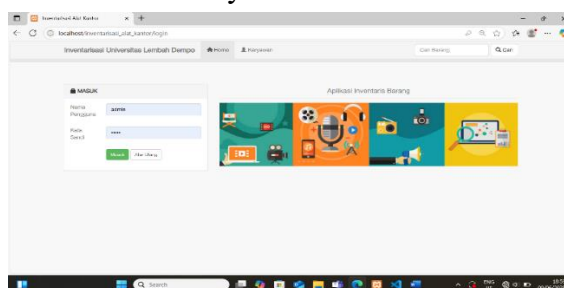 Inventarisasi Alat Kantor
localhost/inventarisasi_alat_kantor/login
Inventarisasi Universitas Lembah Dempo
Home
Karyawan
Cari Barang
Cari
MASUK
Nama
Pengguna
admin
Kata
Sandi
Masuk
Aplikasi Inventaris Barang
Search
ENG